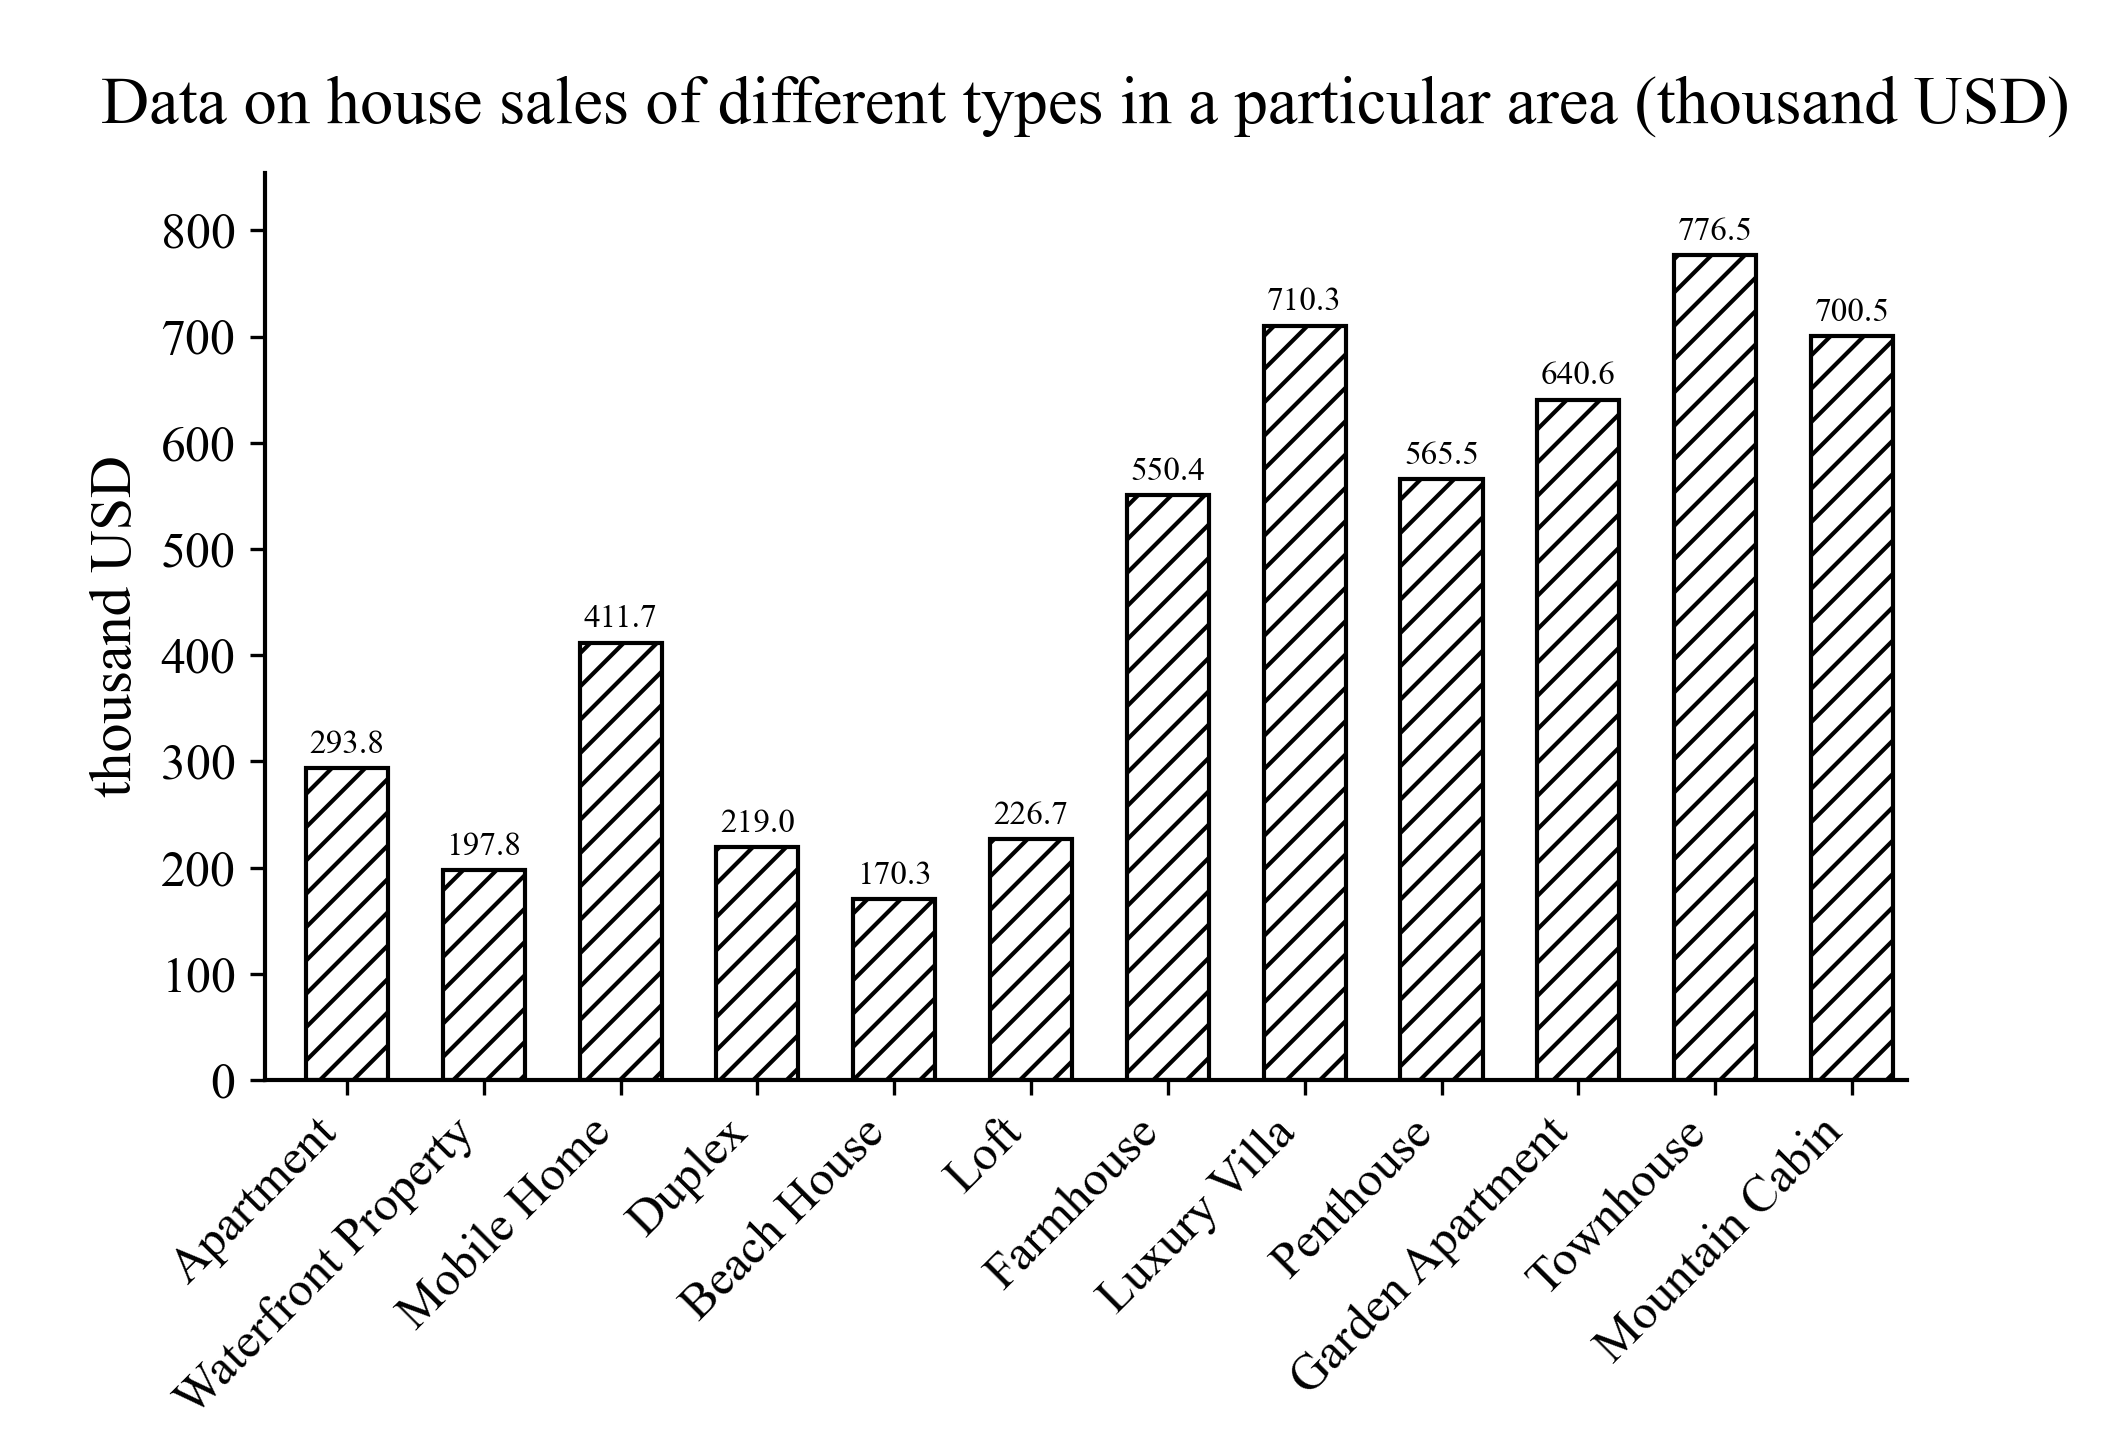 Data on house sales of different types in a particular area (thousand USD)
thousand USD
800
700
600
500
400
300
200
100
0
293.8
197.8
411.7
219.0
170.3
226.7
550.4
710.3
565.5
640.6
776.5
700.5
Apartment
Waterfront Property
Mobile Home
Duplex
Beach House
Loft
Farmhouse
Luxury Villa
Penthouse
Garden Apartment
Townhouse
Mountain Cabin